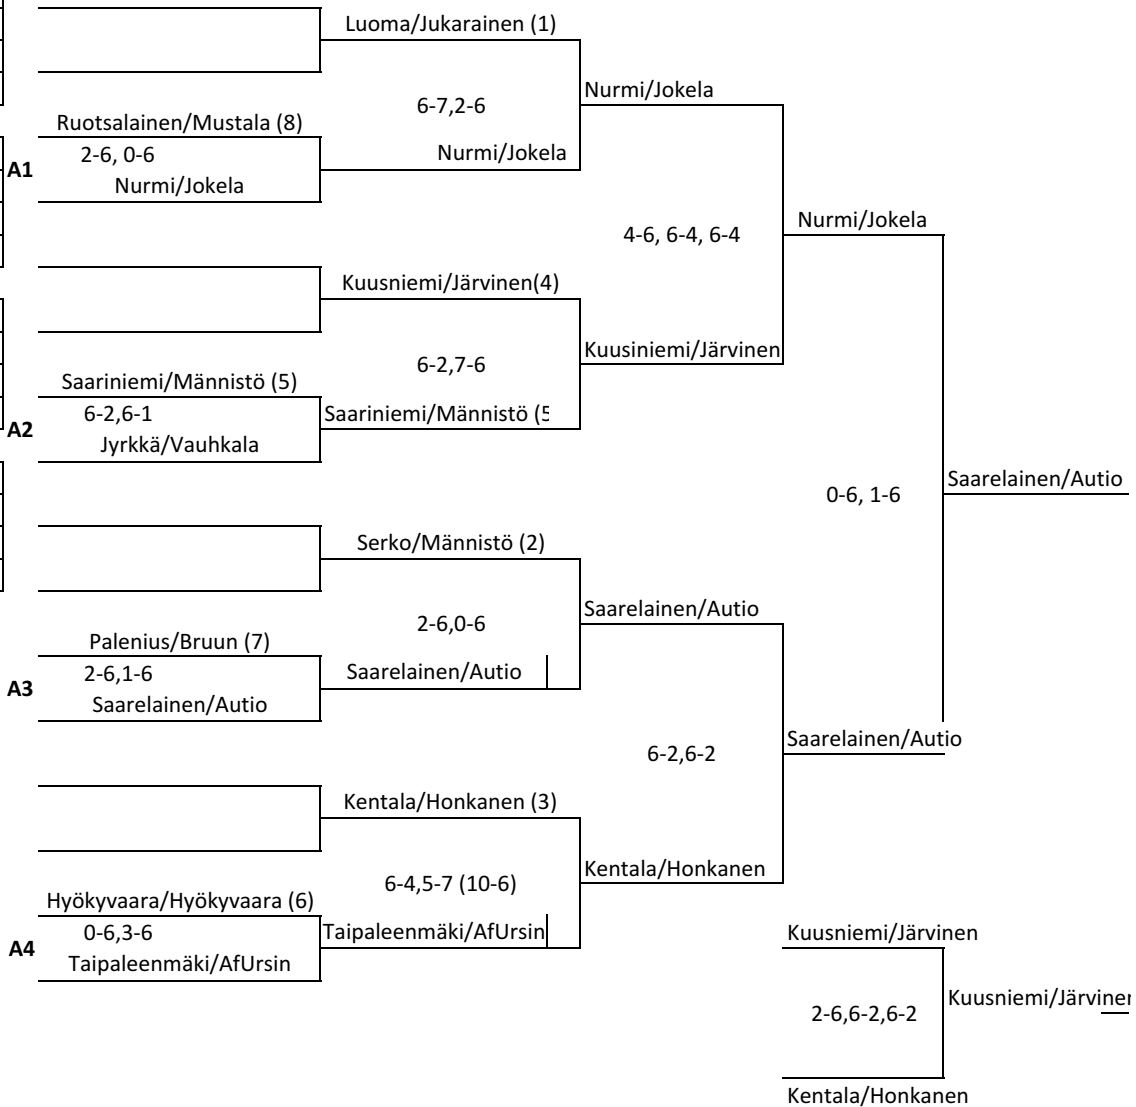 Luoma/Jukarainen (1)
Nurmi/Jokela
6-7,2-6
Ruotsalainen/Mustala (8)
2-6, 0-6
Nurmi/Jokela
A1
Nurmi/Jokela
Nurmi/Jokela
4-6, 6-4, 6-4
Kuusniemi/Järvinen(4)
Kuusiniemi/Järvinen
6-2,7-6
Saariniemi/Männistö (5)
6-2,6-1
Saariniemi/Männistö (5
A2
Jyrkkä/Vauhkala
Saarelainen/Autio
0-6, 1-6
Serko/Männistö (2)
Saarelainen/Autio
2-6,0-6
Palenius/Bruun (7)
2-6,1-6
Saarelainen/Autio
A3
Saarelainen/Autio
Saarelainen/Autio
6-2,6-2
Kentala/Honkanen (3)
Kentala/Honkanen
6-4,5-7 (10-6)
Hyökyvaara/Hyökyvaara (6)
0-6,3-6
Taipaleenmäki/AfUrsin
A4
Taipaleenmäki/AfUrsin
Kuusniemi/Järvinen
Kuusniemi/Järvinen
2-6,6-2,6-2
Kentala/Honkanen